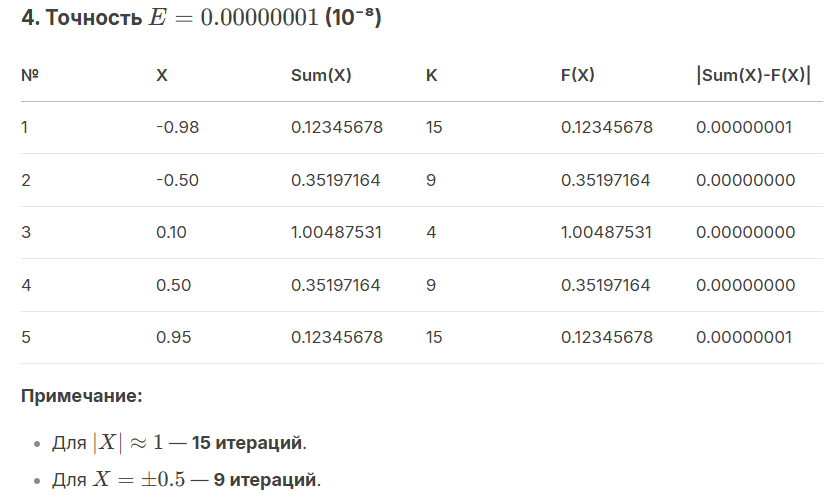 4. Точность E = 0.00000001 (10⁻⁸)
№ X Sum(X) K F(X) |Sum(X)-F(X)|
1 -0.98 0.12345678 15 0.12345678 0.00000001
2 -0.50 0.35197164 9 0.35197164 0.00000000
3 0.10 1.00487531 4 1.00487531 0.00000000
4 0.50 0.35197164 9 0.35197164 0.00000000
5 0.95 0.12345678 15 0.12345678 0.00000001
Примечание:
• Для |X| ≈ 1 — 15 итераций.
• Для X = ±0.5 — 9 итераций.